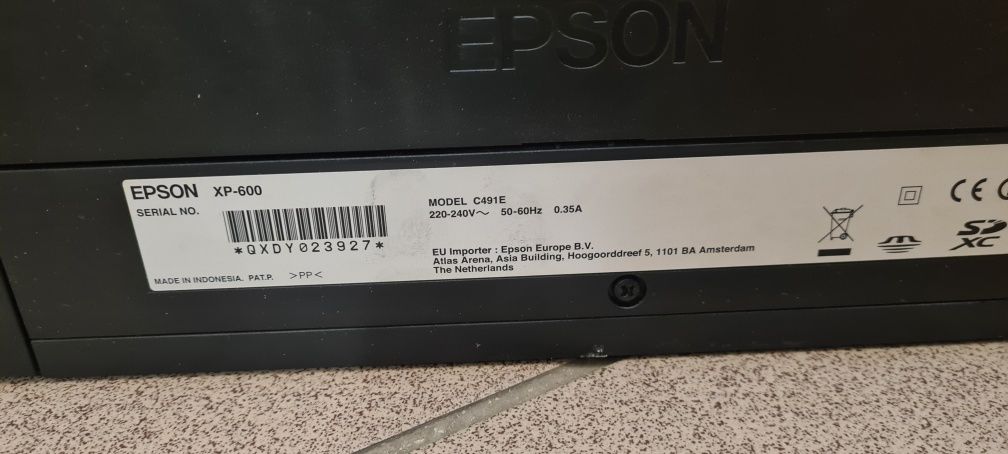 EPSON
EPSON XP-600
SERIAL NO.
*QXDY023927*
MADE IN INDONESIA. PAT.P. >PP<
MODEL C491E
220-240V～ 50-60Hz 0.35A
EU Importer : Epson Europe B.V.
Atlas Arena, Asia Building, Hoogoorddreef 5, 1101 BA Amsterdam
The Netherlands
CE
SD
XC